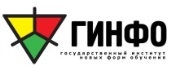 ГИНФО
государственный институт
новых форм обучения